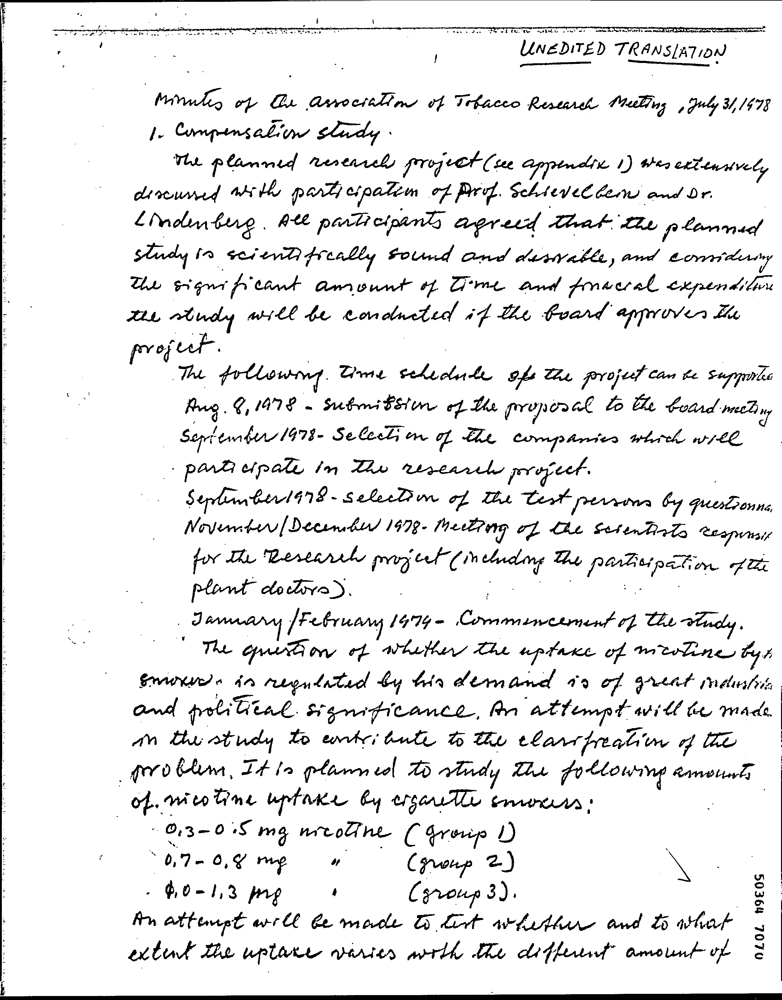 UNEDITED TRANSLATION
Minutes of the association of Tobacco Research Meeting, July 31, 1978
1. Compensation study.
The planned research project (see appendix 1) was extensively
discussed with participation of Prof. Schievelbein and Dr.
Lindenberg. All participants agreed that the planned
study is scientifically sound and desirable, and considering
the significant amount of time and finacial expenditure
the study will be conducted if the board approves the
project.
The following time schedule of the project can be supporte
Aug. 8, 1978 - submission of the proposal to the board meeting
September 1978 - Selection of the companies which will
participate in the research project.
September 1978 - selection of the test persons by questionna
November/December 1978 - Meeting of the scientists responsi
for the research project (including the participation of the
plant doctors).
January/February 1979 - Commencement of the study.
The question of whether the uptake of nicotine by
smoker is regulated by his demand is of great industria
and political significance. An attempt will be made
in the study to contribute to the clarification of the
problem. It is planned to study the following amounts
of nicotine uptake by cigarette smokers:
0,3-0.5 mg nicotine (group 1)
0,7-0,8 mg " (group 2)
1,0-1,3 mg " (group 3).
An attempt will be made to test whether and to what
extent the uptake varies with the different amount of
50364 7070